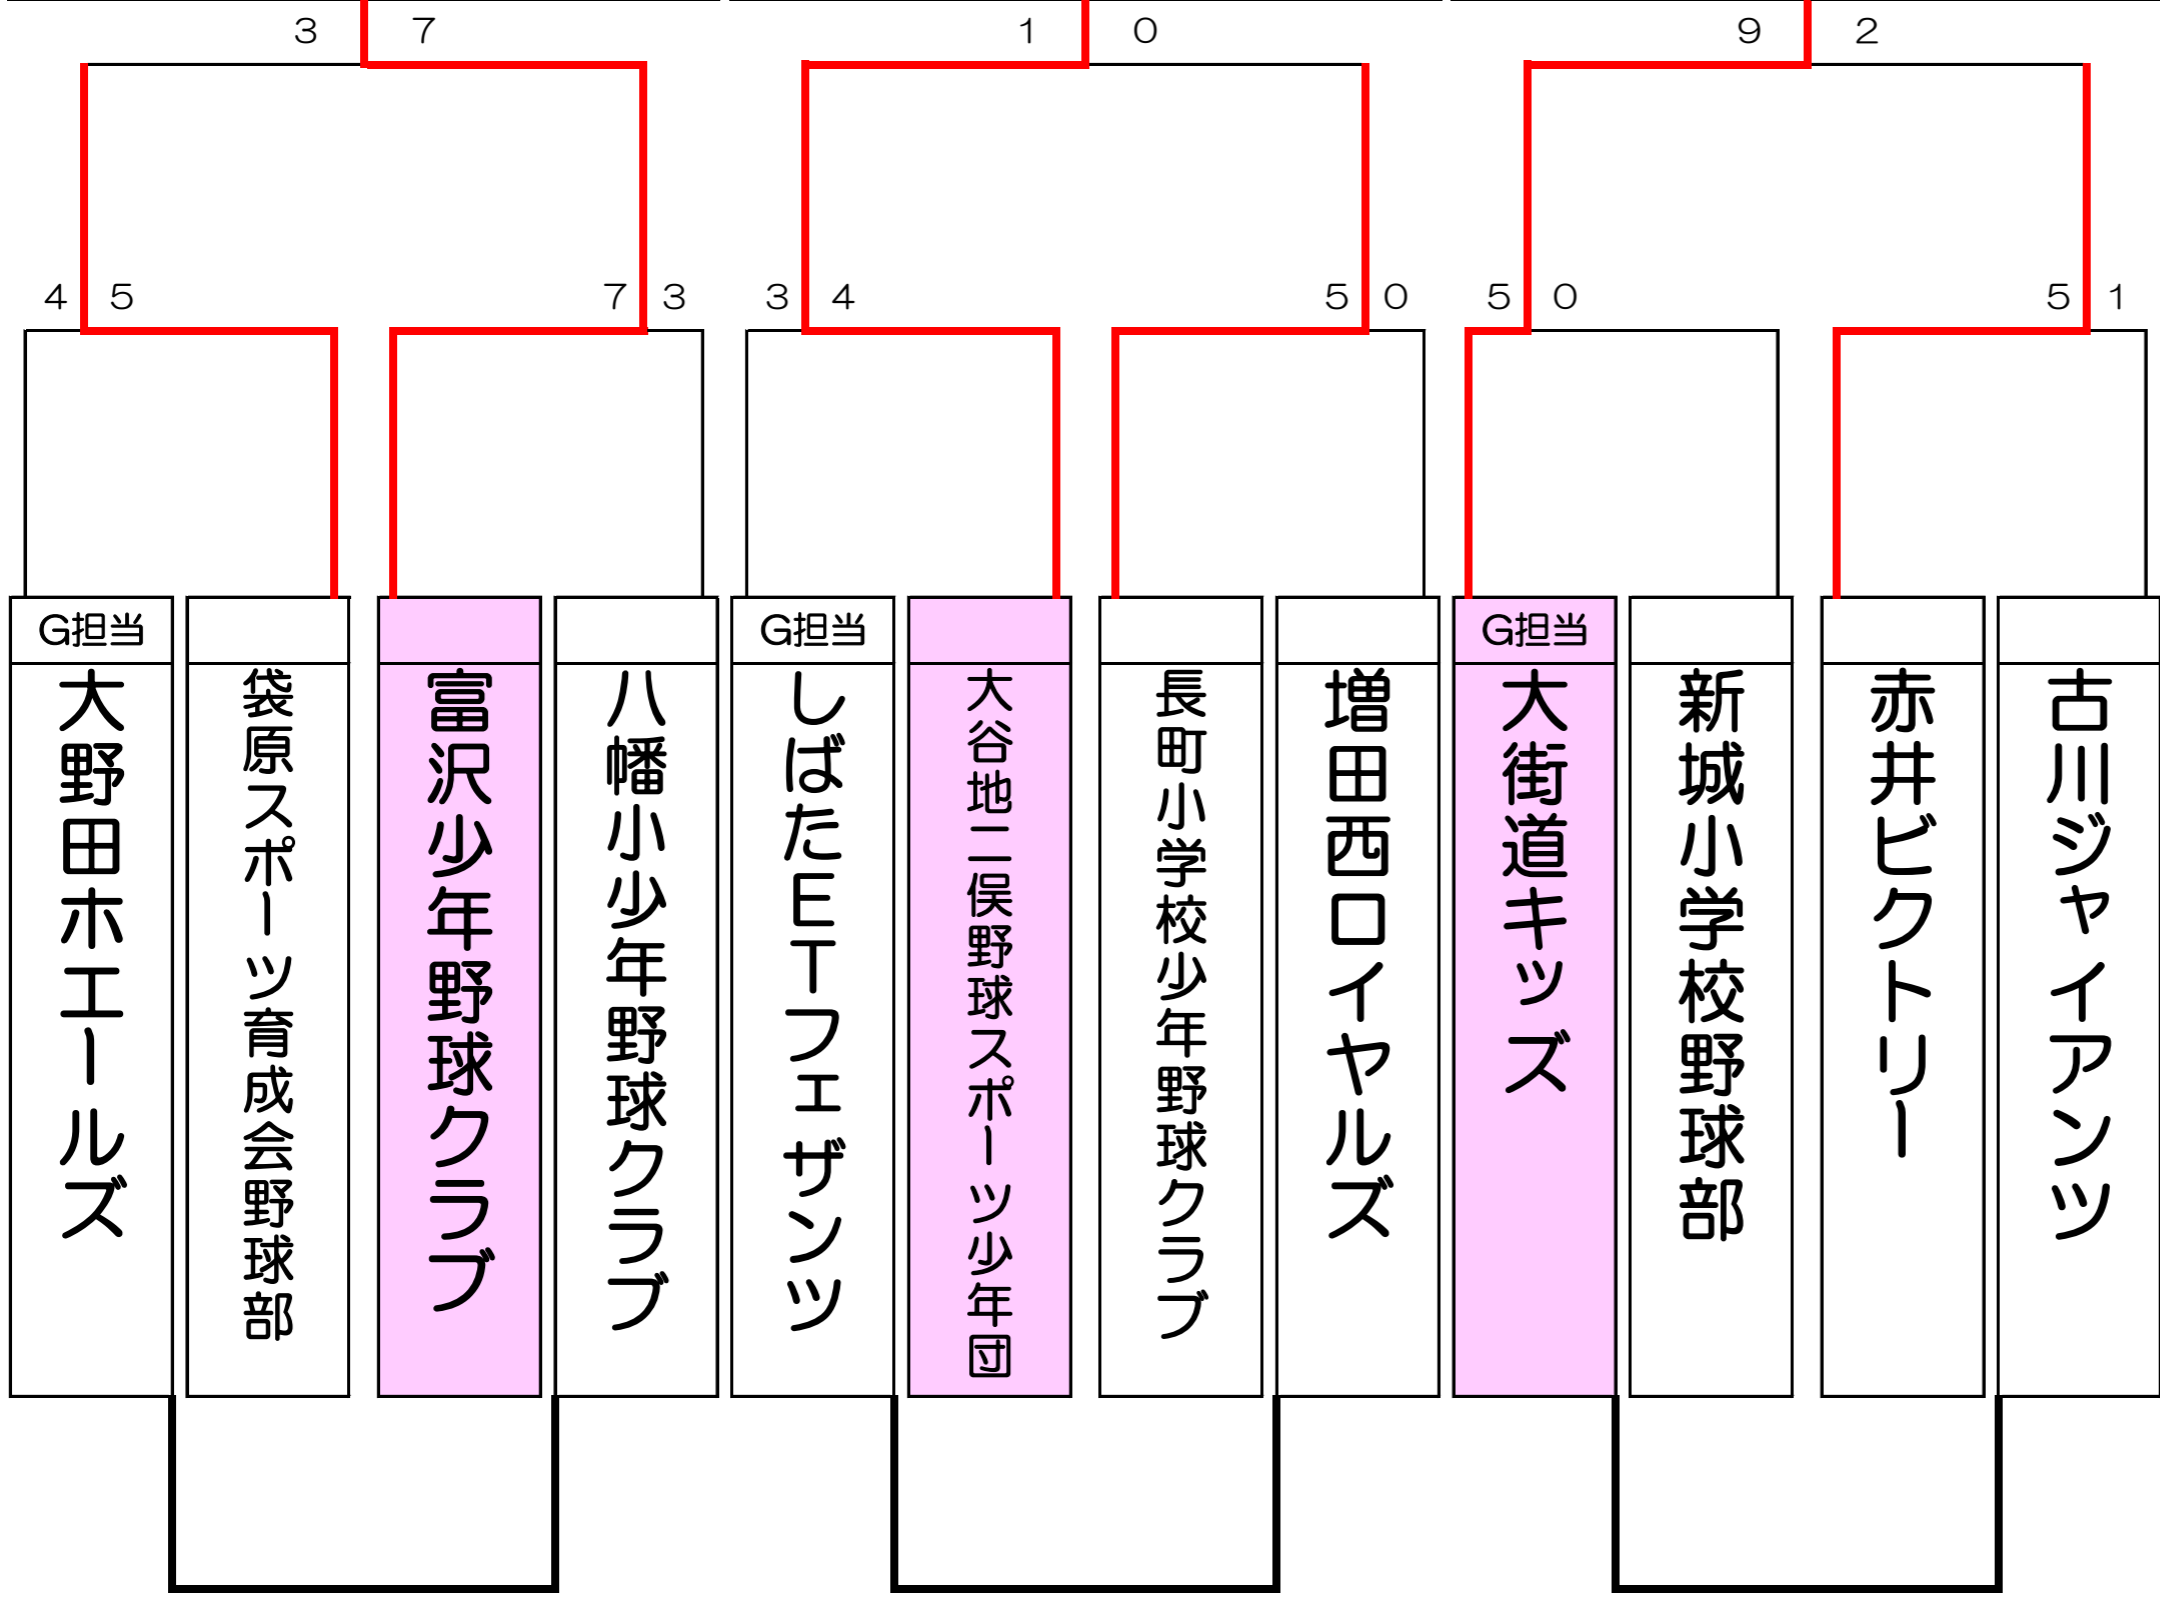 3 7 1 0 9 2
4 5 7 3 3 4 5 0 5 0 5 1
G担当 G担当 G担当
大野田ホエールズ
袋原スポーツ育成会野球部
富沢少年野球クラブ
八幡小少年野球クラブ
しばたETフェザンツ
大谷地二俣野球スポーツ少年団
長町小学校少年野球クラブ
増田西ロイヤルズ
大街道キッズ
新城小学校野球部
赤井ビクトリー
古川ジャイアンツ